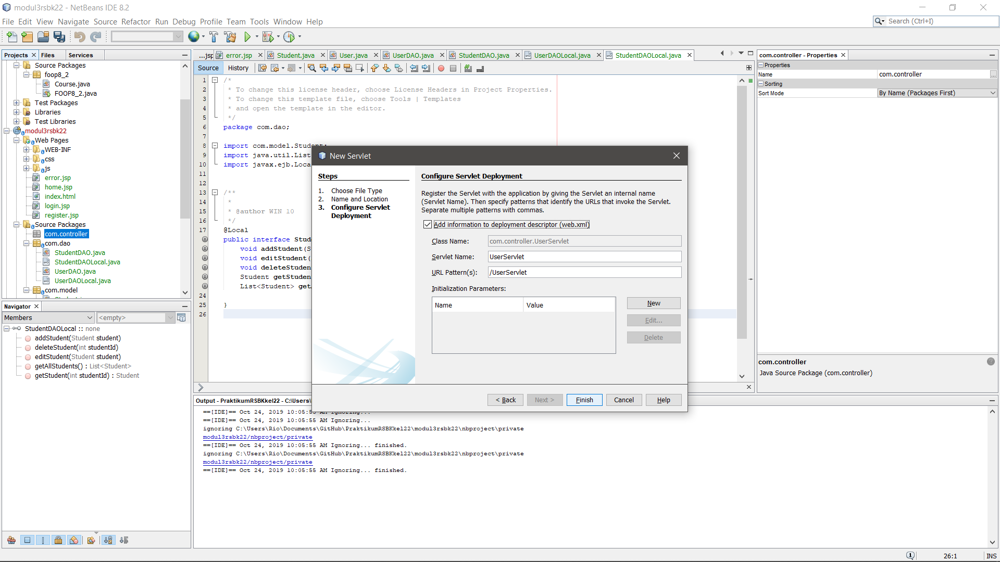 modul3rsbk22 - NetBeans IDE 8.2
File Edit View Navigate Source Refactor Run Debug Profile Team Tools Window Help
Search (Ctrl+I)
Projects Files Services
Source Packages
foop8_2
Course.java
FOOP8_2.java
Test Packages
Libraries
Test Libraries
modul3rsbk22
Web Pages
WEB-INF
css
js
error.jsp
home.jsp
index.html
login.jsp
register.jsp
Source Packages
com.controller
com.dao
StudentDAO.java
StudentDAOLocal.java
UserDAO.java
UserDAOLocal.java
com.model
Navigator
Members <empty>
StudentDAOLocal :: none
addStudent(Student student)
deleteStudent(int studentId)
editStudent(Student student)
getAllStudents() : List<Student>
getStudent(int studentId) : Student
...jsp error.jsp Student.java User.java UserDAO.java StudentDAO.java UserDAOLocal.java StudentDAOLocal.java
Source History
1 /*
2 * To change this license header, choose License Headers in Project Properties.
3 * To change this template file, choose Tools | Templates
4 * and open the template in the editor.
5 */
6 package com.dao;
7
8 import com.model.Student;
9 import java.util.List
10 import javax.ejb.Loca
11
12
13 /**
14 *
15 * @author WIN 10
16 */
17 @Local
public interface Stude
void addStudent(S
void editStudent(
void deleteStuden
Student getStuden
List<Student> get
24
25 }
26
New Servlet
Steps
1. Choose File Type
2. Name and Location
3. Configure Servlet
Deployment
Configure Servlet Deployment
Register the Servlet with the application by giving the Servlet an internal name
(Servlet Name). Then specify patterns that identify the URLs that invoke the Servlet.
Separate multiple patterns with commas.
Add information to deployment descriptor (web.xml)
Class Name: com.controller.UserServlet
Servlet Name: UserServlet
URL Pattern(s): /UserServlet
Initialization Parameters:
Name Value
New
Edit...
Delete
< Back Next > Finish Cancel Help
com.controller - Properties
Properties
Name com.controller ...
Sorting
Sort Mode By Name (Packages First)
com.controller
Java Source Package (com.controller)
Output - PraktikumRSBKkel22 - C:\Users\
==[IDE]== Oct 24, 2019 10:05:55 AM Ignoring...
==[IDE]== Oct 24, 2019 10:05:55 AM Ignoring...
ignoring C:\Users\Rio\Documents\GitHub\PraktikumRSBKkel22\modul3rsbk22\nbproject\private
modul3rsbk22/nbproject/private
==[IDE]== Oct 24, 2019 10:05:55 AM Ignoring... finished.
ignoring C:\Users\Rio\Documents\GitHub\PraktikumRSBKkel22\modul3rsbk22\nbproject\private
modul3rsbk22/nbproject/private
==[IDE]== Oct 24, 2019 10:05:55 AM Ignoring... finished.
26:1 INS